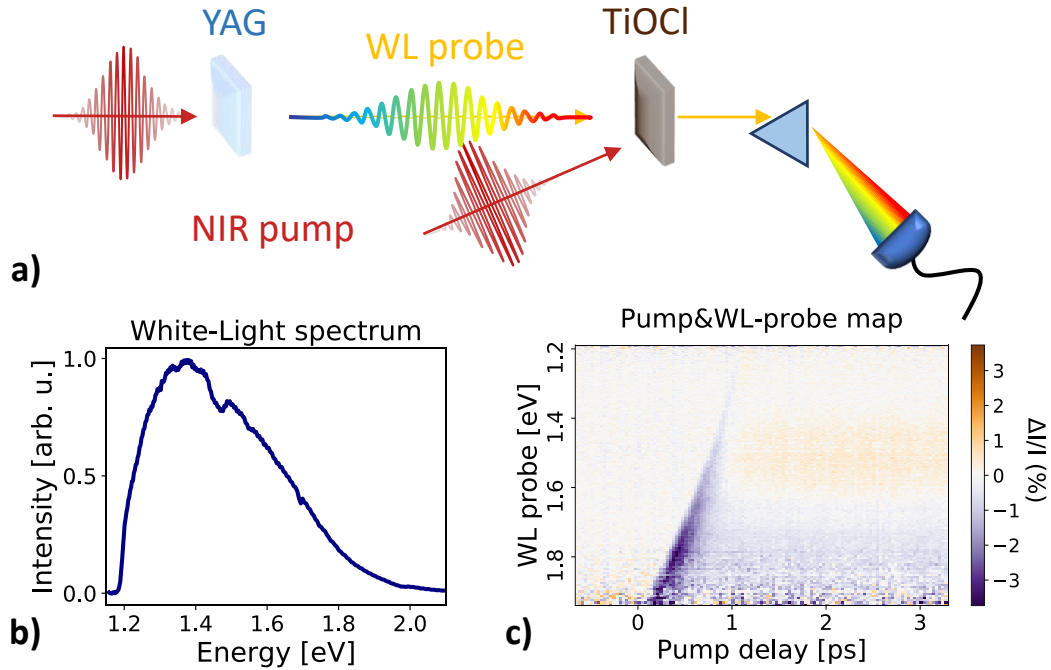 YAG
WL probe
TiOCl
NIR pump
a)
White-Light spectrum
1.0
0.5
0.0
Intensity [arb. u.]
1.2 1.4 1.6 1.8 2.0
Energy [eV]
b)
Pump&WL-probe map
1.2
1.4
1.6
1.8
WL probe [eV]
0 1 2 3
Pump delay [ps]
3
2
1
0
−1
−2
−3
ΔI/I (%)
c)